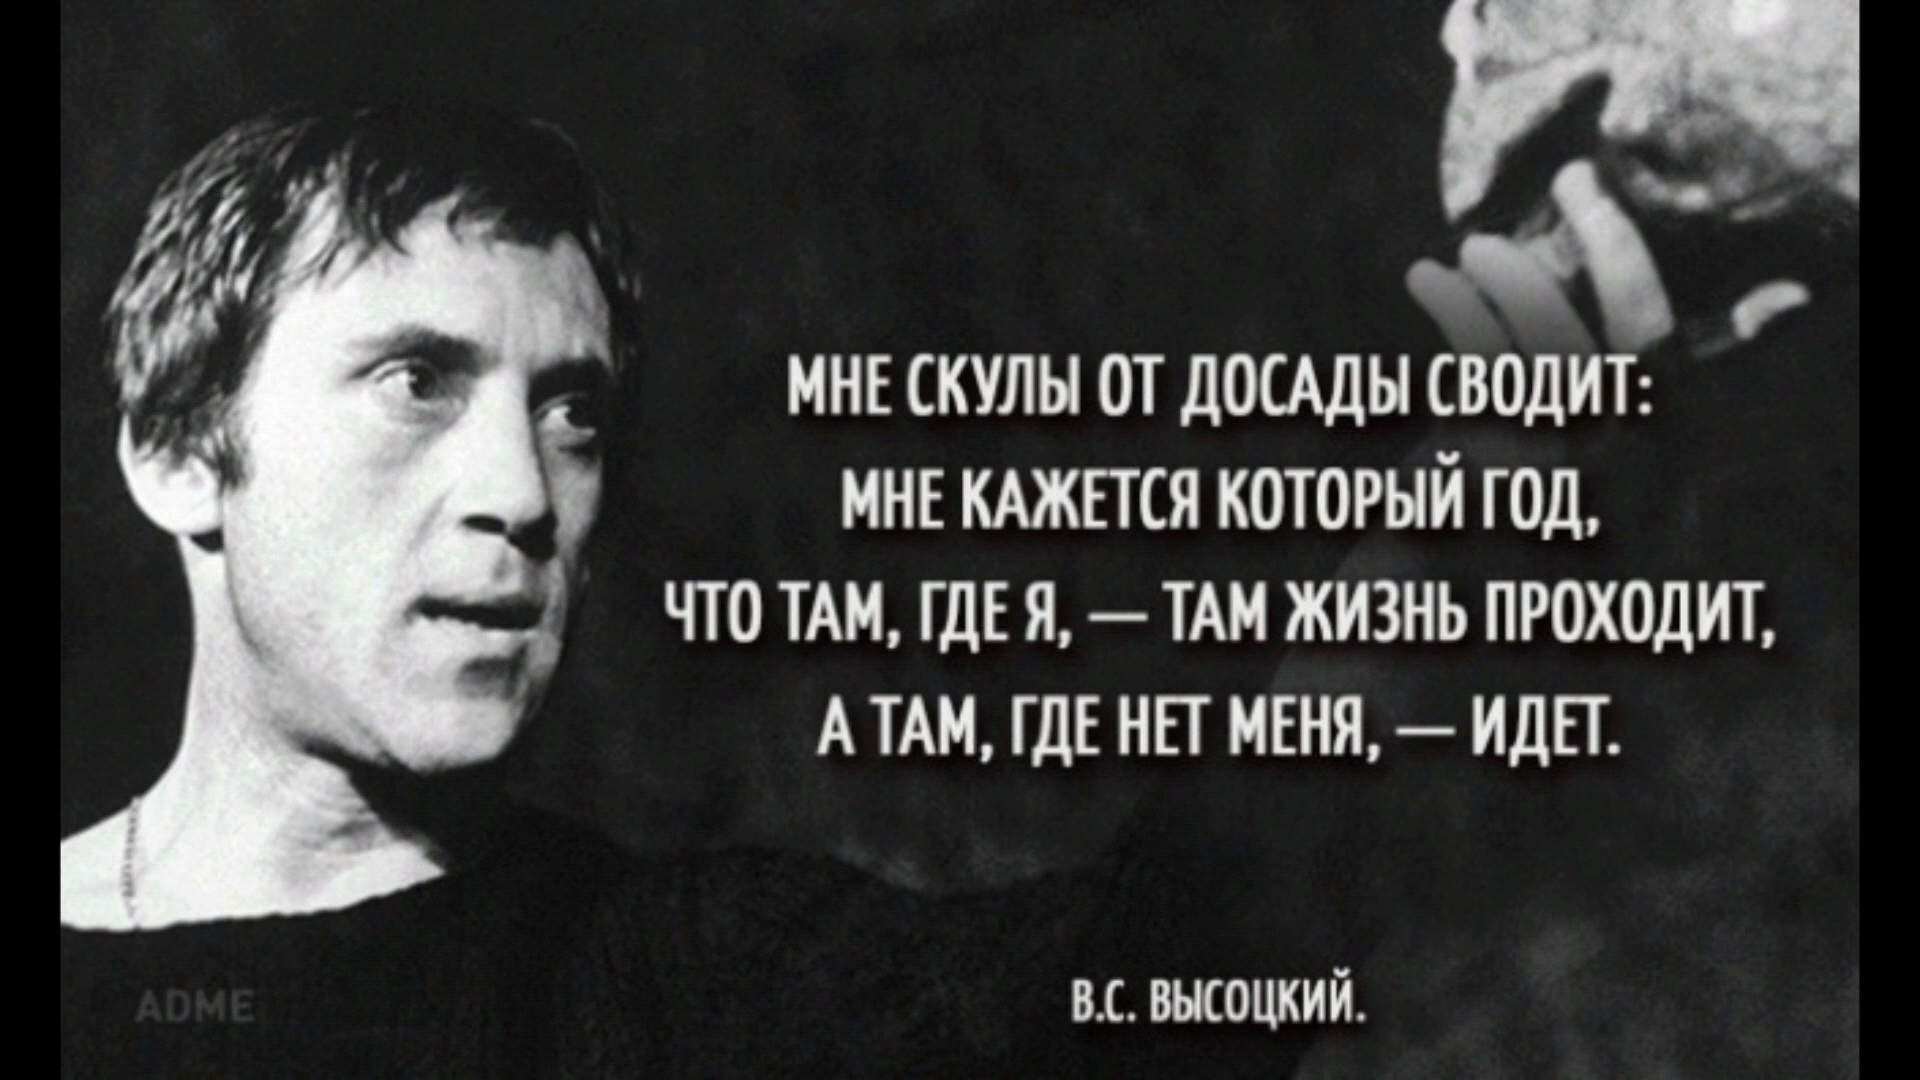 МНЕ СКУЛЫ ОТ ДОСАДЫ СВОДИТ:
МНЕ КАЖЕТСЯ КОТОРЫЙ ГОД,
ЧТО ТАМ, ГДЕ Я, — ТАМ ЖИЗНЬ ПРОХОДИТ,
А ТАМ, ГДЕ НЕТ МЕНЯ, — ИДЕТ.
В.С. ВЫСОЦКИЙ.
ADME